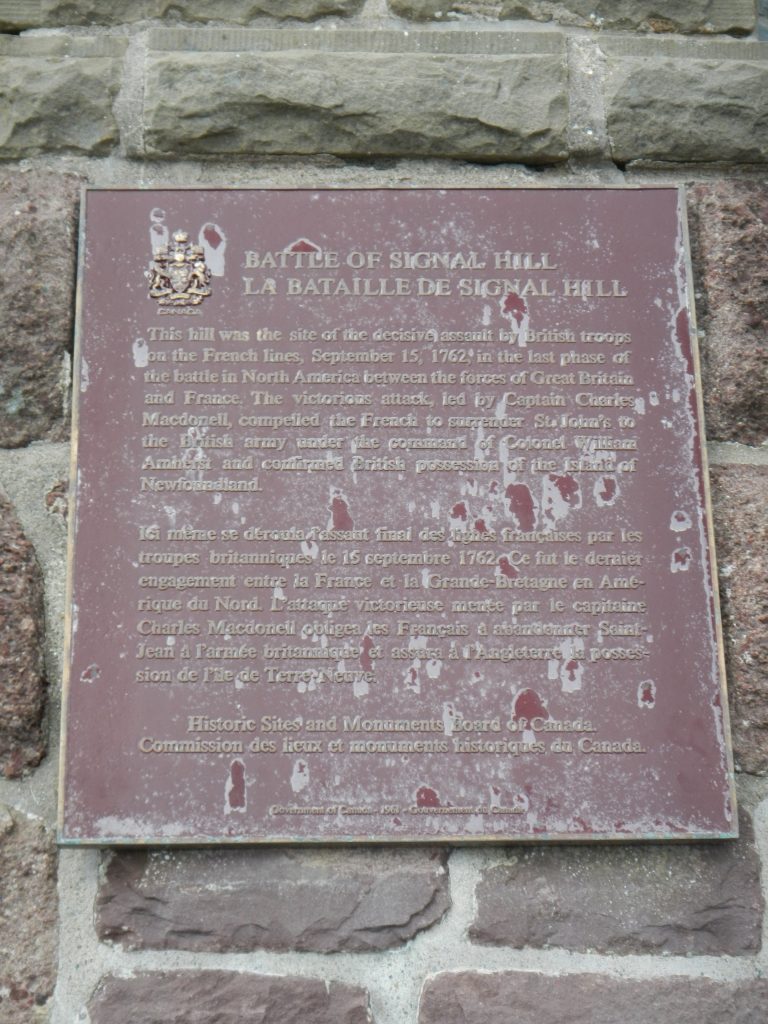 CANADA
BATTLE OF SIGNAL HILL
LA BATAILLE DE SIGNAL HILL
This hill was the site of the decisive assault by British troops
on the French lines, September 15, 1762, in the last phase of
the battle in North America between the forces of Great Britain
and France. The victorious attack, led by Captain Charles
Macdonell, compelled the French to surrender St. John's to
the British army under the command of Colonel William
Amherst and confirmed British possession of the island of
Newfoundland.
Ici même se déroula l'assaut final des lignes françaises par les
troupes britanniques le 15 septembre 1762. Ce fut le dernier
engagement entre la France et la Grande-Bretagne en Amé-
rique du Nord. L'attaque victorieuse menée par le capitaine
Charles Macdonell obligea les Français à abandonner Saint-
Jean à l'armée britannique et assura à l'Angleterre la posses-
sion de l'île de Terre-Neuve.
Historic Sites and Monuments Board of Canada.
Commission des lieux et monuments historiques du Canada.
Government of Canada - - Gouvernement du Canada